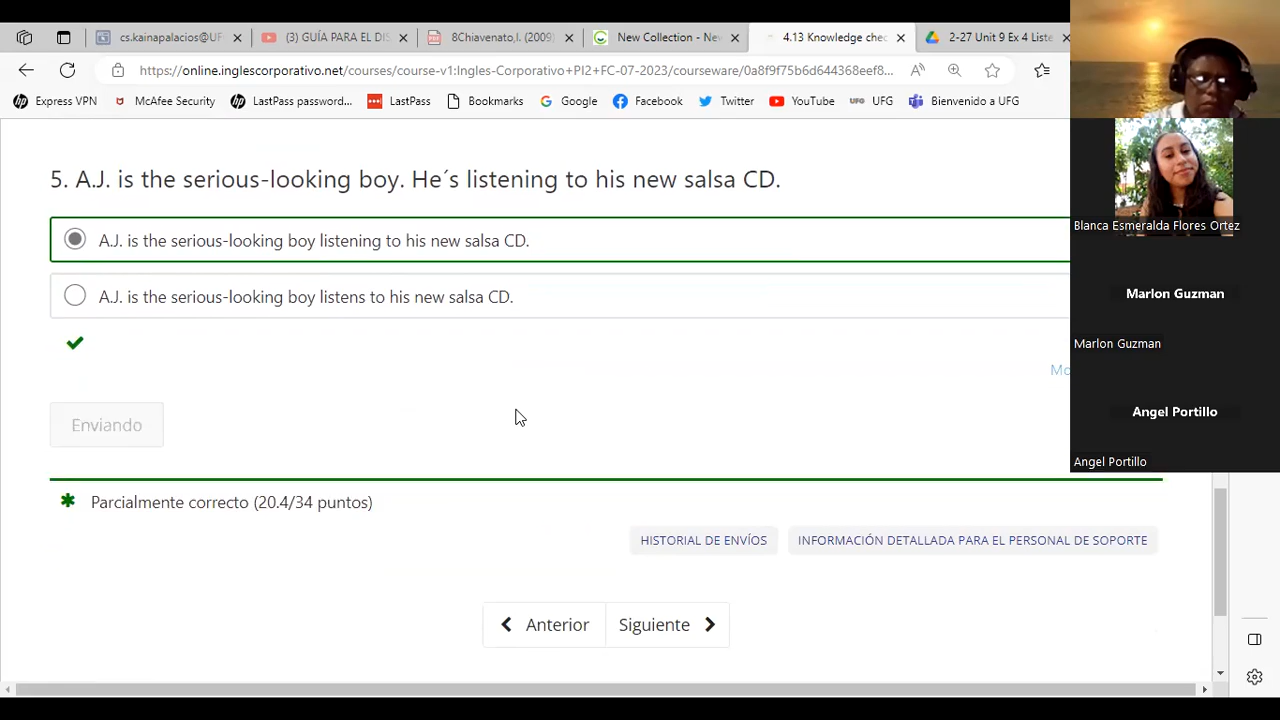 cs.kainapalacios@UF
(3) GUÍA PARA EL DIS
8Chiavenato,I. (2009)
New Collection - Nev
4.13 Knowledge chec
2-27 Unit 9 Ex 4 Liste
https://online.inglescorporativo.net/courses/course-v1:Ingles-Corporativo+PI2+FC-07-2023/courseware/0a8f9f75b6d644368eef8...
Express VPN
McAfee Security
LastPass password...
LastPass
Bookmarks
Google
Facebook
Twitter
YouTube
UFG
Bienvenido a UFG
5. A.J. is the serious-looking boy. He´s listening to his new salsa CD.
A.J. is the serious-looking boy listening to his new salsa CD.
A.J. is the serious-looking boy listens to his new salsa CD.
Mo
Enviando
Parcialmente correcto (20.4/34 puntos)
HISTORIAL DE ENVÍOS
INFORMACIÓN DETALLADA PARA EL PERSONAL DE SOPORTE
Anterior
Siguiente
Blanca Esmeralda Flores Ortez
Marlon Guzman
Marlon Guzman
Angel Portillo
Angel Portillo